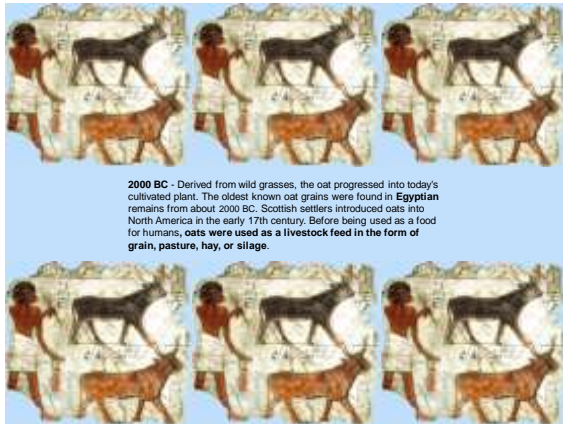 2000 BC - Derived from wild grasses, the oat progressed into today's
cultivated plant. The oldest known oat grains were found in Egyptian
remains from about 2000 BC. Scottish settlers introduced oats into
North America in the early 17th century. Before being used as a food
for humans, oats were used as a livestock feed in the form of
grain, pasture, hay, or silage.